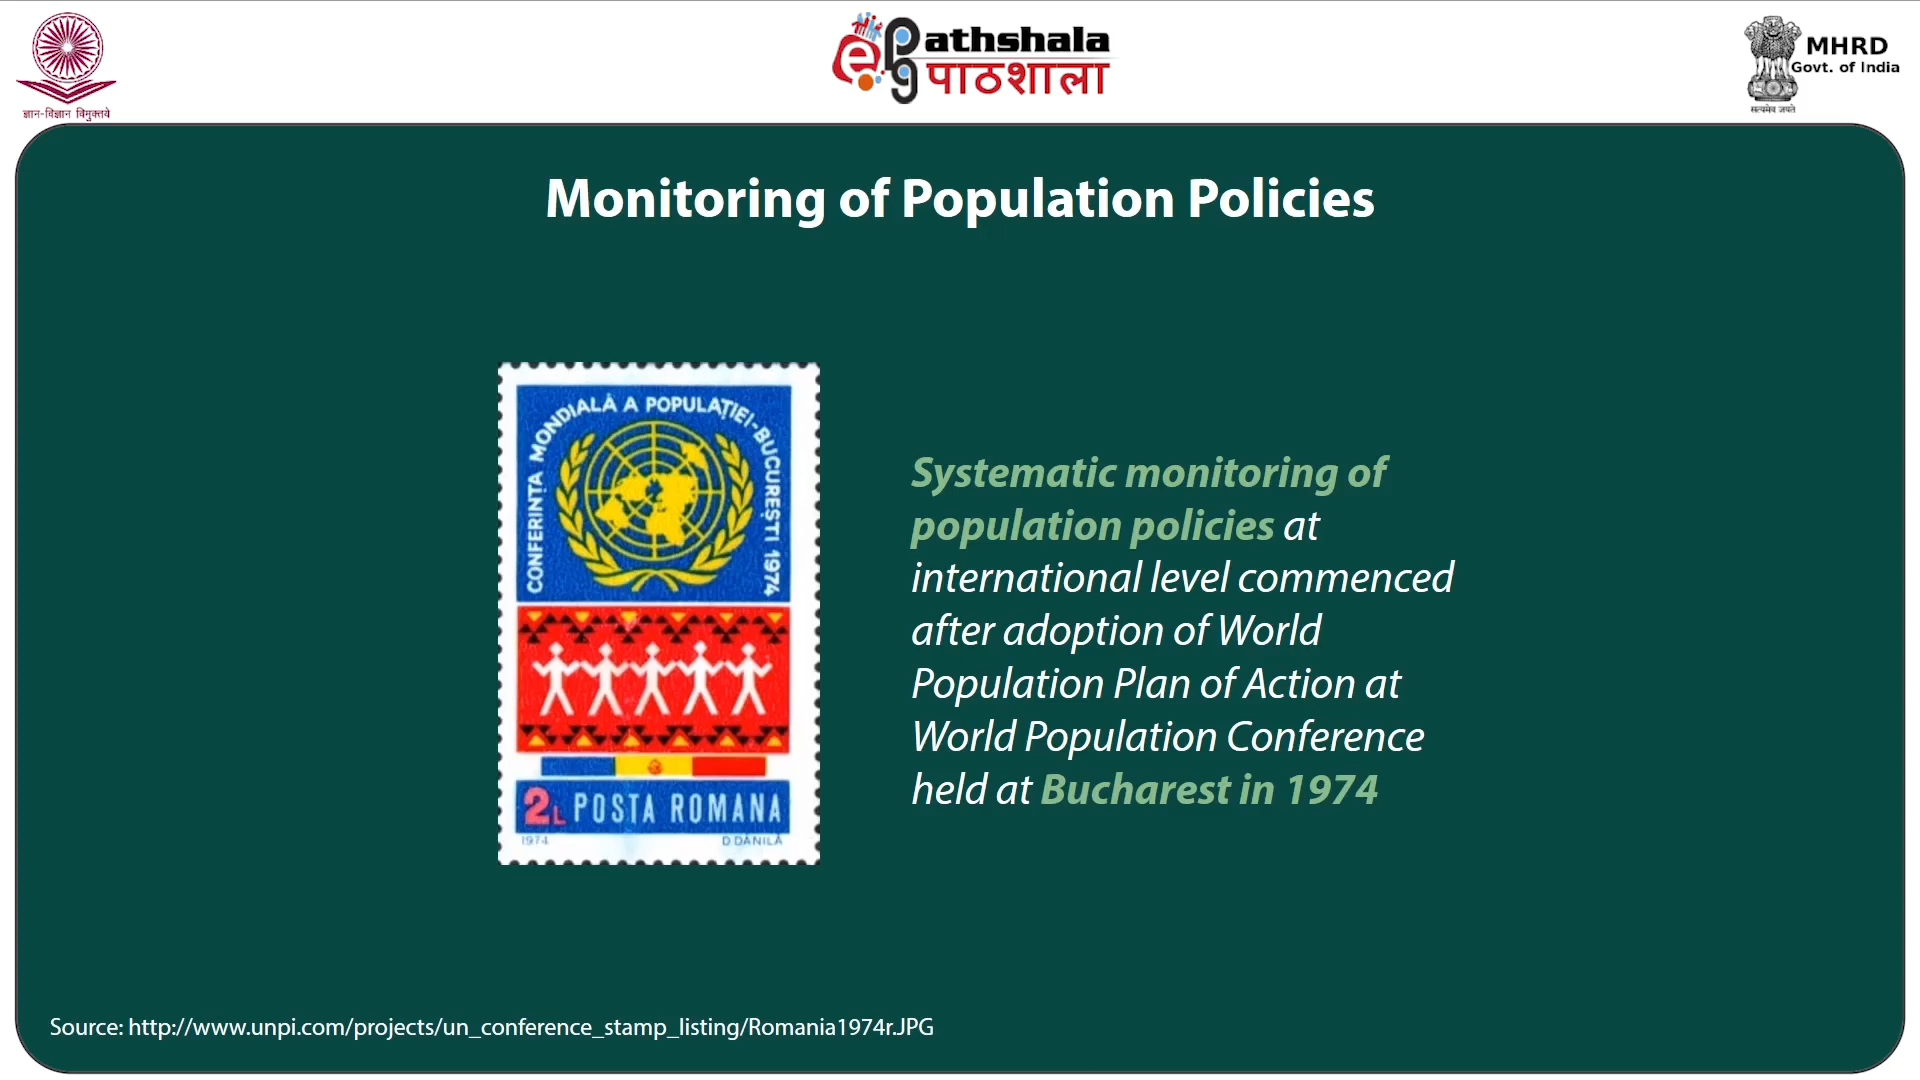 ज्ञान-विज्ञान विमुक्तये
e
pg
athshala
पाठशाला
MHRD
Govt. of India
सत्यमेव जयते
Monitoring of Population Policies
CONFERINȚA MONDIALĂ A POPULAȚIEI-BUCUREȘTI 1974
2L POSTA ROMANA
1974 D DĂNILĂ
Systematic monitoring of
population policies at
international level commenced
after adoption of World
Population Plan of Action at
World Population Conference
held at Bucharest in 1974
Source: http://www.unpi.com/projects/un_conference_stamp_listing/Romania1974r.JPG